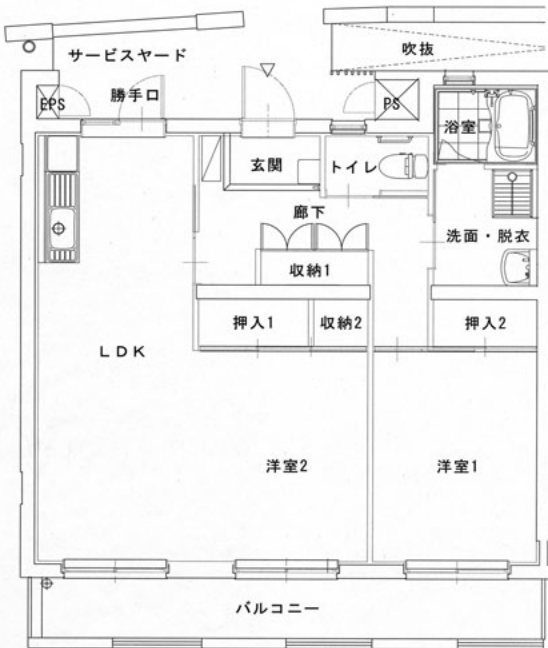 吹抜
サービスヤード
EPS
勝手口
PS
浴室
玄関
トイレ
廊下
洗面・脱衣
収納1
押入1
収納2
押入2
LDK
洋室2
洋室1
バルコニー